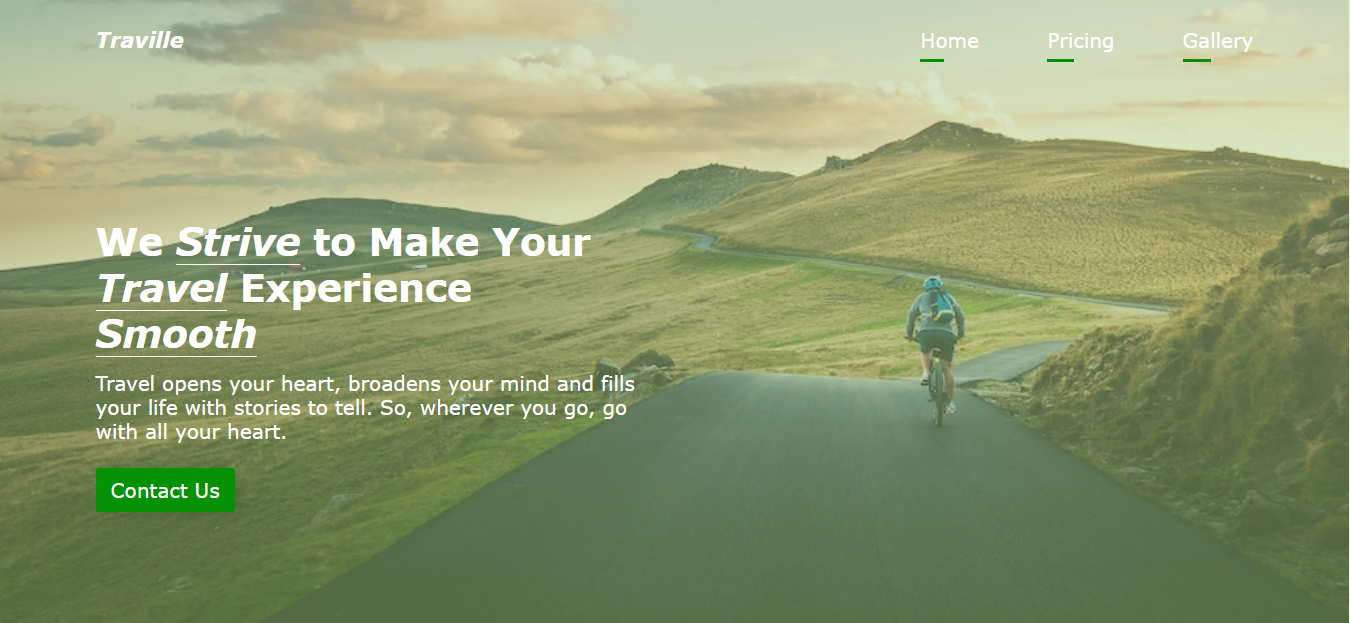 Traville
Home
Pricing
Gallery
We Strive to Make Your
Travel Experience
Smooth
Travel opens your heart, broadens your mind and fills
your life with stories to tell. So, wherever you go, go
with all your heart.
Contact Us